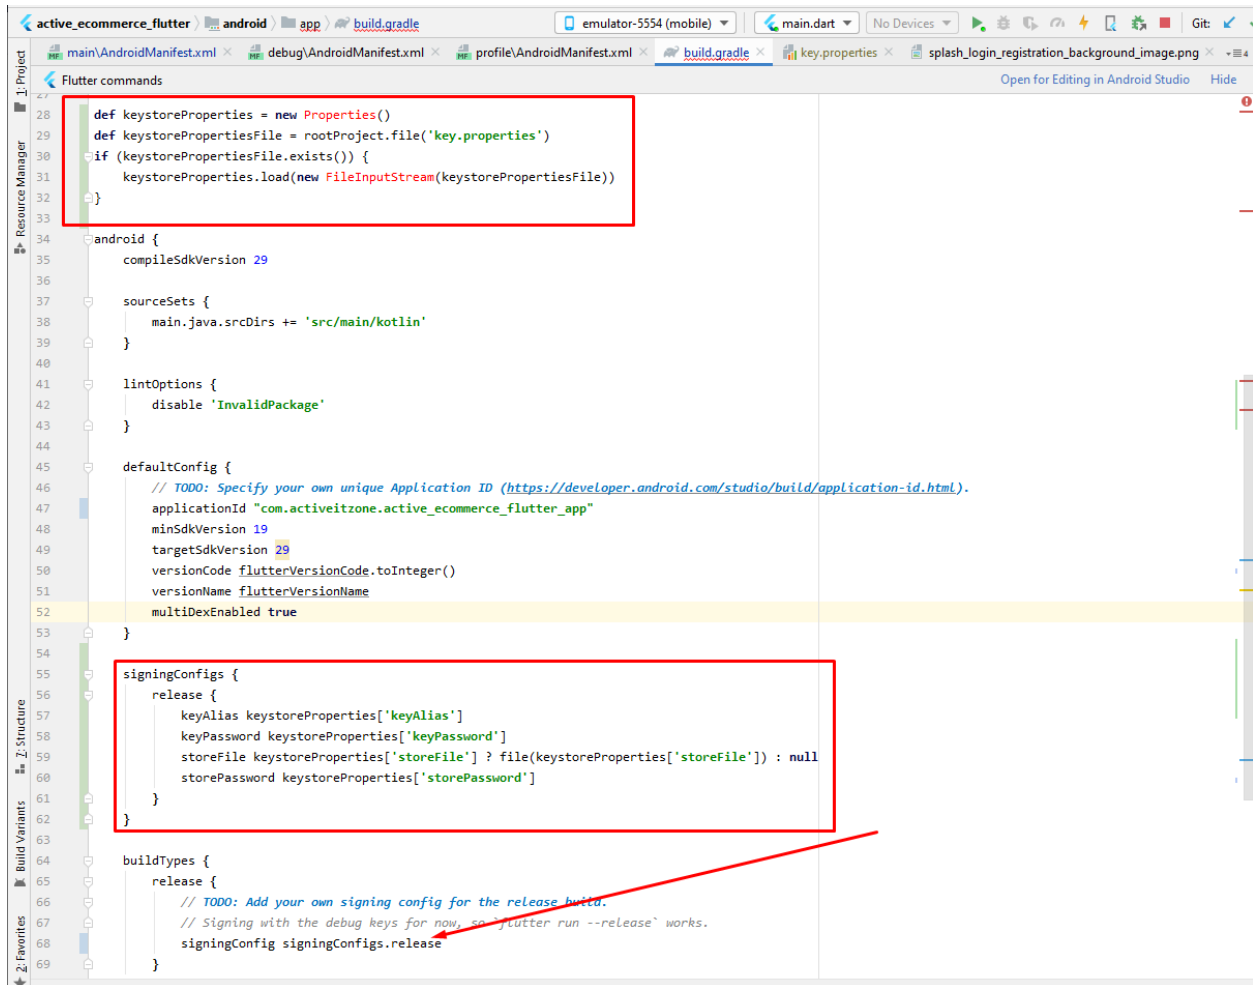 active_ecommerce_flutter android app build.gradle emulator-5554 (mobile) main.dart No Devices Git:
main\AndroidManifest.xml debug\AndroidManifest.xml profile\AndroidManifest.xml build.gradle key.properties splash_login_registration_background_image.png
Flutter commands Open for Editing in Android Studio Hide
1: Project
Resource Manager
7: Structure
Build Variants
2: Favorites
27
28 def keystoreProperties = new Properties()
29 def keystorePropertiesFile = rootProject.file('key.properties')
30 if (keystorePropertiesFile.exists()) {
31 keystoreProperties.load(new FileInputStream(keystorePropertiesFile))
32 }
33
34 android {
35 compileSdkVersion 29
36
37 sourceSets {
38 main.java.srcDirs += 'src/main/kotlin'
39 }
40
41 lintOptions {
42 disable 'InvalidPackage'
43 }
44
45 defaultConfig {
46 // TODO: Specify your own unique Application ID (https://developer.android.com/studio/build/application-id.html).
47 applicationId "com.activeitzone.active_ecommerce_flutter_app"
48 minSdkVersion 19
49 targetSdkVersion 29
50 versionCode flutterVersionCode.toInteger()
51 versionName flutterVersionName
52 multiDexEnabled true
53 }
54
55 signingConfigs {
56 release {
57 keyAlias keystoreProperties['keyAlias']
58 keyPassword keystoreProperties['keyPassword']
59 storeFile keystoreProperties['storeFile'] ? file(keystoreProperties['storeFile']) : null
60 storePassword keystoreProperties['storePassword']
61 }
62 }
63
64 buildTypes {
65 release {
66 // TODO: Add your own signing config for the release build.
67 // Signing with the debug keys for now, so `flutter run --release` works.
68 signingConfig signingConfigs.release
69 }